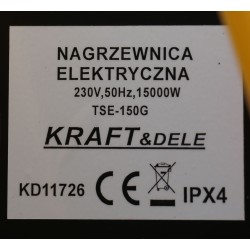 NAGRZEWNICA
ELEKTRYCZNA
230V,50Hz,15000W
TSE-150G
KRAFT&DELE
KD11726 CE IPX4